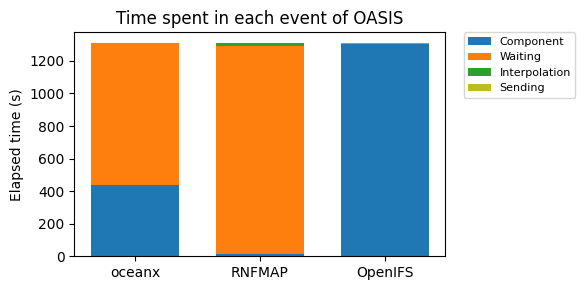 Time spent in each event of OASIS
Elapsed time (s)
1200
1000
800
600
400
200
0
oceanx
RNFMAP
OpenIFS
Component
Waiting
Interpolation
Sending